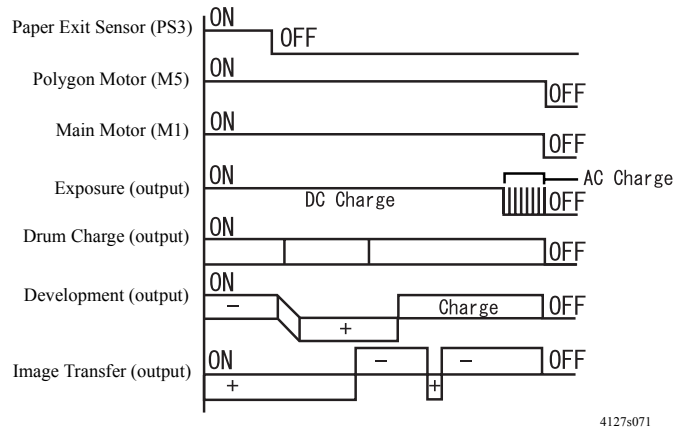 Paper Exit Sensor (PS3) ON OFF
Polygon Motor (M5) ON OFF
Main Motor (M1) ON OFF
Exposure (output) ON DC Charge OFF AC Charge
Drum Charge (output) ON OFF
Development (output) ON − + Charge OFF
Image Transfer (output) ON + − + − OFF
4127s071